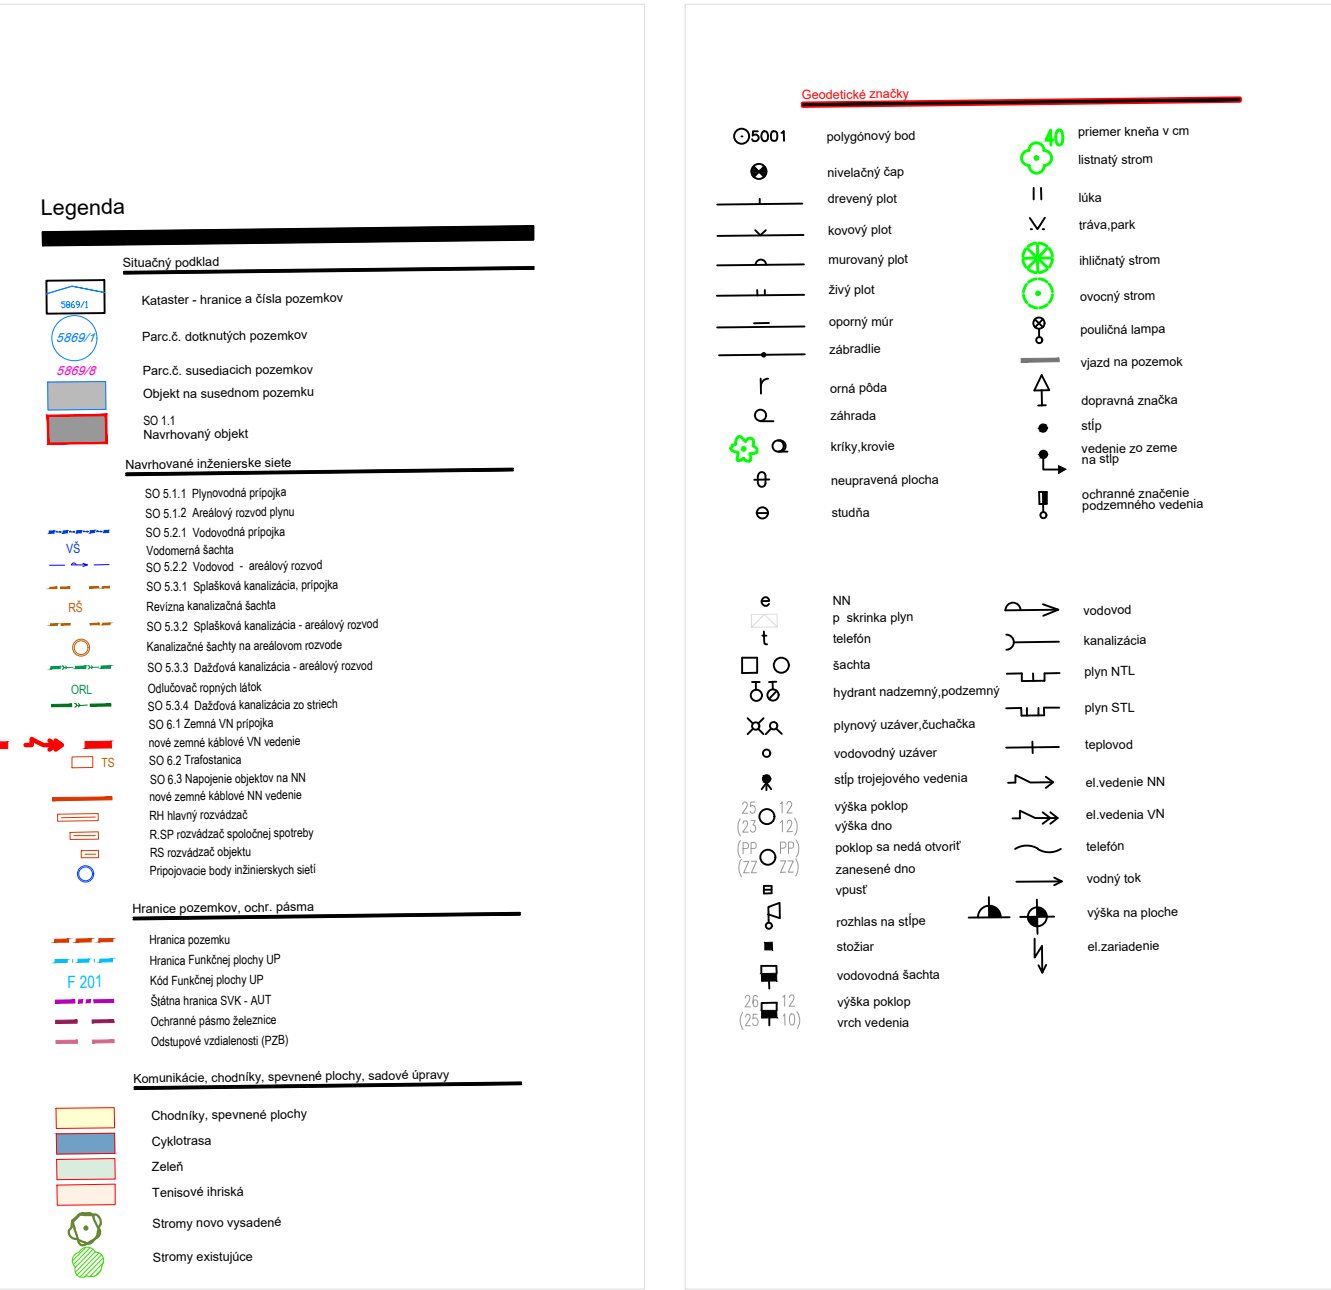 Legenda
Situačný podklad
5869/1
Kataster - hranice a čísla pozemkov
5869/1
Parc.č. dotknutých pozemkov
5869/8
Parc.č. susediacich pozemkov
Objekt na susednom pozemku
SO 1.1
Navrhovaný objekt
Navrhované inžinierske siete
SO 5.1.1 Plynovodná prípojka
SO 5.1.2 Areálový rozvod plynu
SO 5.2.1 Vodovodná prípojka
VŠ Vodomerná šachta
SO 5.2.2 Vodovod - areálový rozvod
SO 5.3.1 Splašková kanalizácia, prípojka
RŠ Revízna kanalizačná šachta
SO 5.3.2 Splašková kanalizácia - areálový rozvod
Kanalizačné šachty na areálovom rozvode
SO 5.3.3 Dažďová kanalizácia - areálový rozvod
ORL Odlučovač ropných látok
SO 5.3.4 Dažďová kanalizácia zo striech
SO 6.1 Zemná VN prípojka
nové zemné káblové VN vedenie
TS SO 6.2 Trafostanica
SO 6.3 Napojenie objektov na NN
nové zemné káblové NN vedenie
RH hlavný rozvádzač
R.SP rozvádzač spoločnej spotreby
RS rozvádzač objektu
Pripojovacie body inžinierskych sietí
Hranice pozemkov, ochr. pásma
Hranica pozemku
Hranica Funkčnej plochy UP
F 201 Kód Funkčnej plochy UP
Štátna hranica SVK - AUT
Ochranné pásmo železnice
Odstupové vzdialenosti (PZB)
Komunikácie, chodníky, spevnené plochy, sadové úpravy
Chodníky, spevnené plochy
Cyklotrasa
Zeleň
Tenisové ihriská
Stromy novo vysadené
Stromy existujúce
Geodetické značky
5001 polygónový bod
nivelačný čap
drevený plot
kovový plot
murovaný plot
živý plot
oporný múr
zábradlie
r orná pôda
záhrada
kríky,krovie
neupravená plocha
studňa
40 priemer kneňa v cm
listnatý strom
lúka
tráva,park
ihličnatý strom
ovocný strom
pouličná lampa
vjazd na pozemok
dopravná značka
stĺp
vedenie zo zeme
na stĺp
ochranné značenie
podzemného vedenia
e NN
p skrinka plyn
t telefón
šachta
hydrant nadzemný,podzemný
plynový uzáver,čuchačka
vodovodný uzáver
stĺp trojejového vedenia
25 12 výška poklop
(23 12) výška dno
(PP PP) poklop sa nedá otvoriť
(ZZ ZZ) zanesené dno
vpusť
rozhlas na stĺpe
stožiar
vodovodná šachta
26 12 výška poklop
(25 10) vrch vedenia
vodovod
kanalizácia
plyn NTL
plyn STL
teplovod
el.vedenie NN
el.vedenia VN
telefón
vodný tok
výška na ploche
el.zariadenie